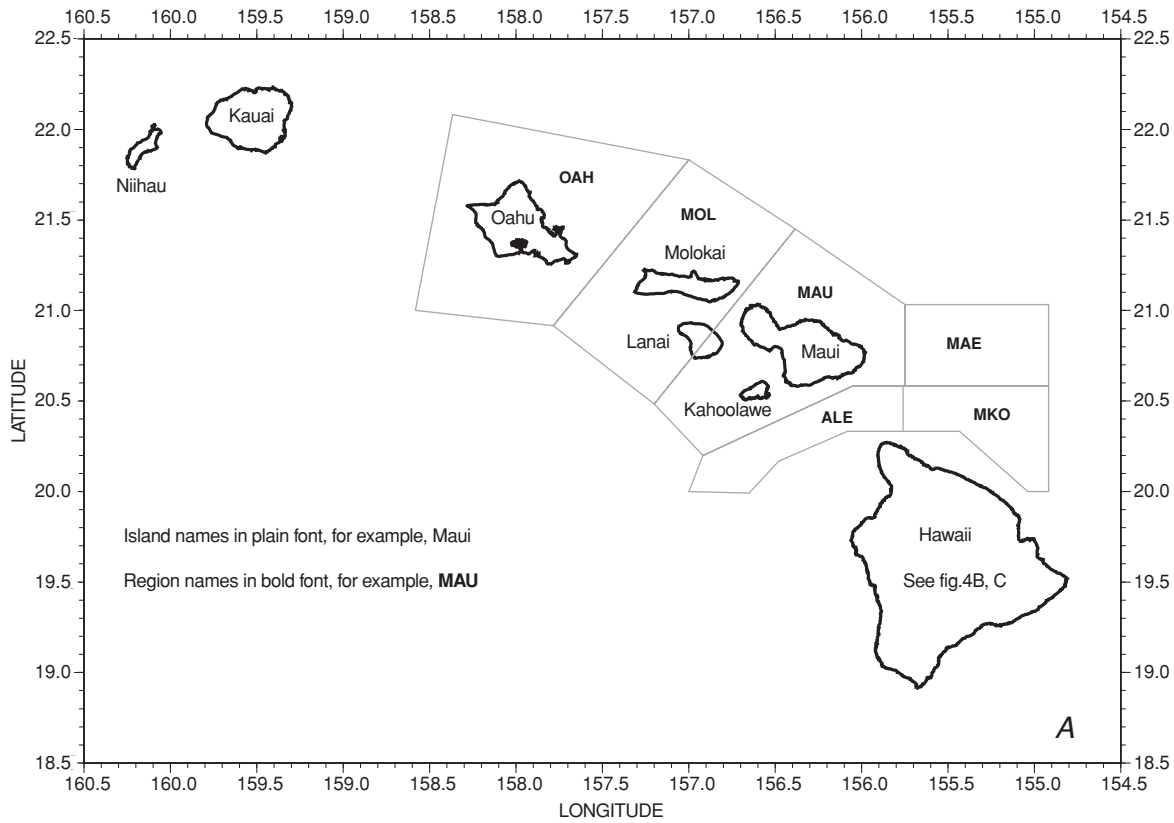 160.5 160.0 159.5 159.0 158.5 158.0 157.5 157.0 156.5 156.0 155.5 155.0 154.5
22.5 22.5
Kauai
22.0 22.0
Niihau
OAH
MOL
21.5 Oahu 21.5
Molokai
MAU
21.0 21.0
Lanai Maui MAE
20.5 20.5
Kahoolawe
ALE MKO
LATITUDE
20.0 20.0
Island names in plain font, for example, Maui
Hawaii
19.5 19.5
Region names in bold font, for example, MAU
See fig.4B, C
19.0 19.0
A
18.5 18.5
160.5 160.0 159.5 159.0 158.5 158.0 157.5 157.0 156.5 156.0 155.5 155.0 154.5
LONGITUDE